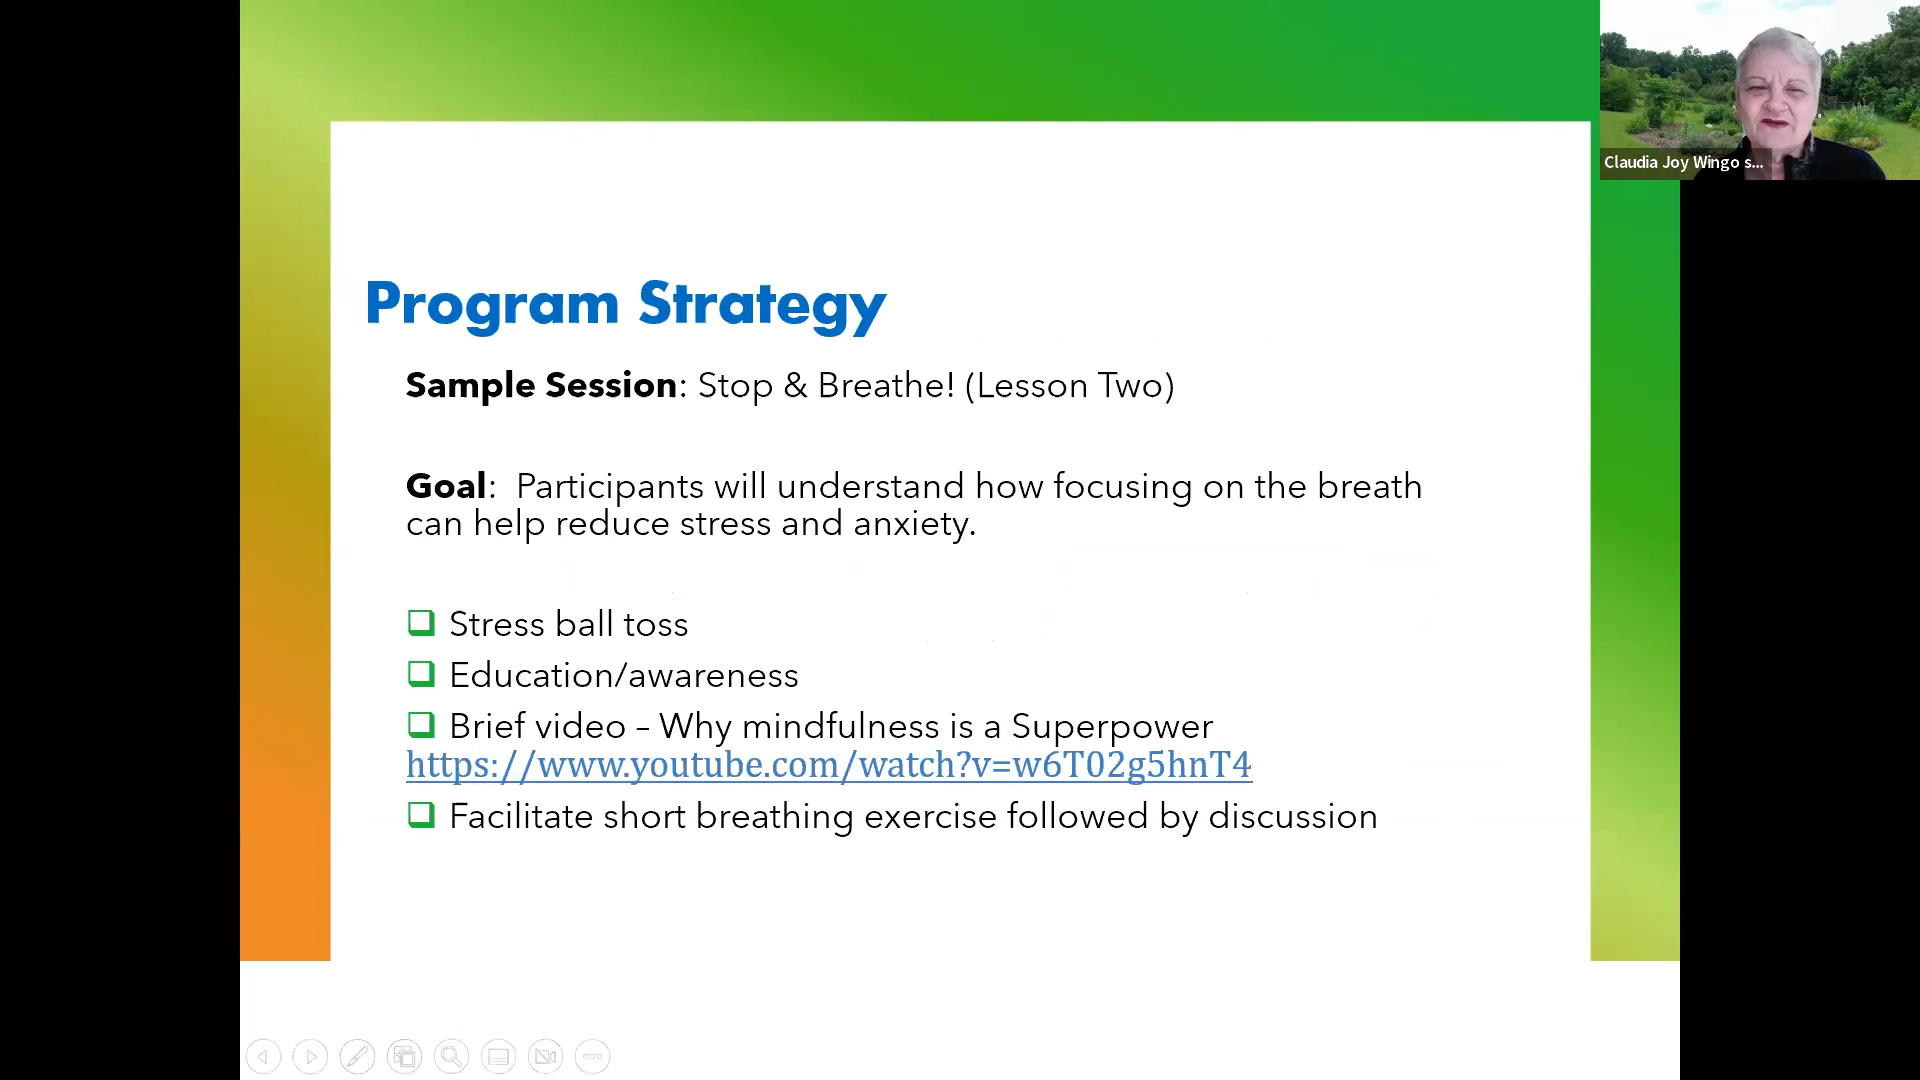 Claudia Joy Wingo s...
Program Strategy
Sample Session: Stop & Breathe! (Lesson Two)
Goal:  Participants will understand how focusing on the breath
can help reduce stress and anxiety.
Stress ball toss
Education/awareness
Brief video – Why mindfulness is a Superpower
https://www.youtube.com/watch?v=w6T02g5hnT4
Facilitate short breathing exercise followed by discussion